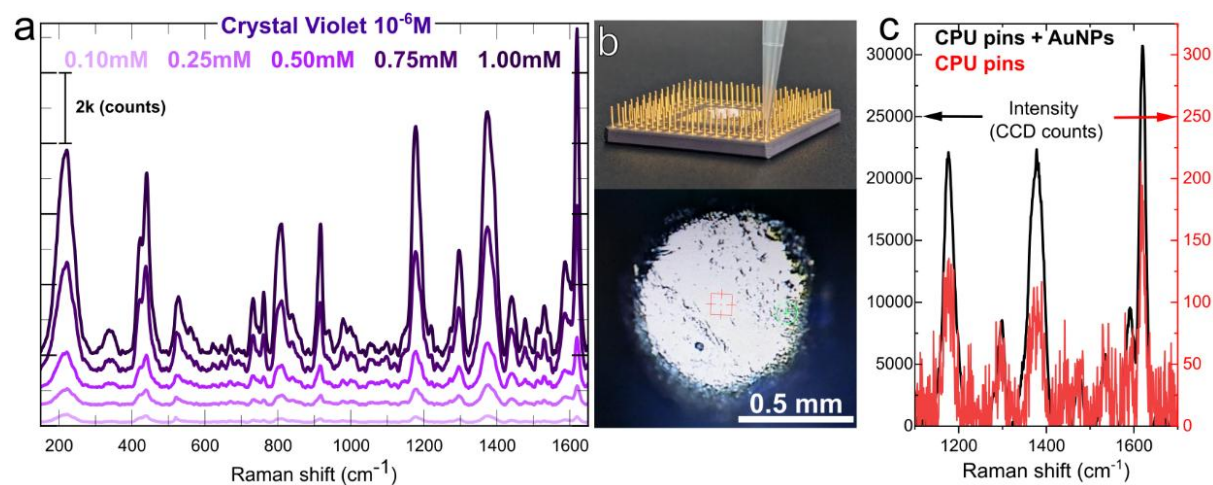 a
Crystal Violet 10⁻⁶M
0.10mM 0.25mM 0.50mM 0.75mM 1.00mM
2k (counts)
200 400 600 800 1000 1200 1400 1600
Raman shift (cm⁻¹)
b
0.5 mm
c
CPU pins + AuNPs
CPU pins
Intensity
(CCD counts)
30000
25000
20000
15000
10000
5000
0
300
250
200
150
100
50
0
1200 1400 1600
Raman shift (cm⁻¹)